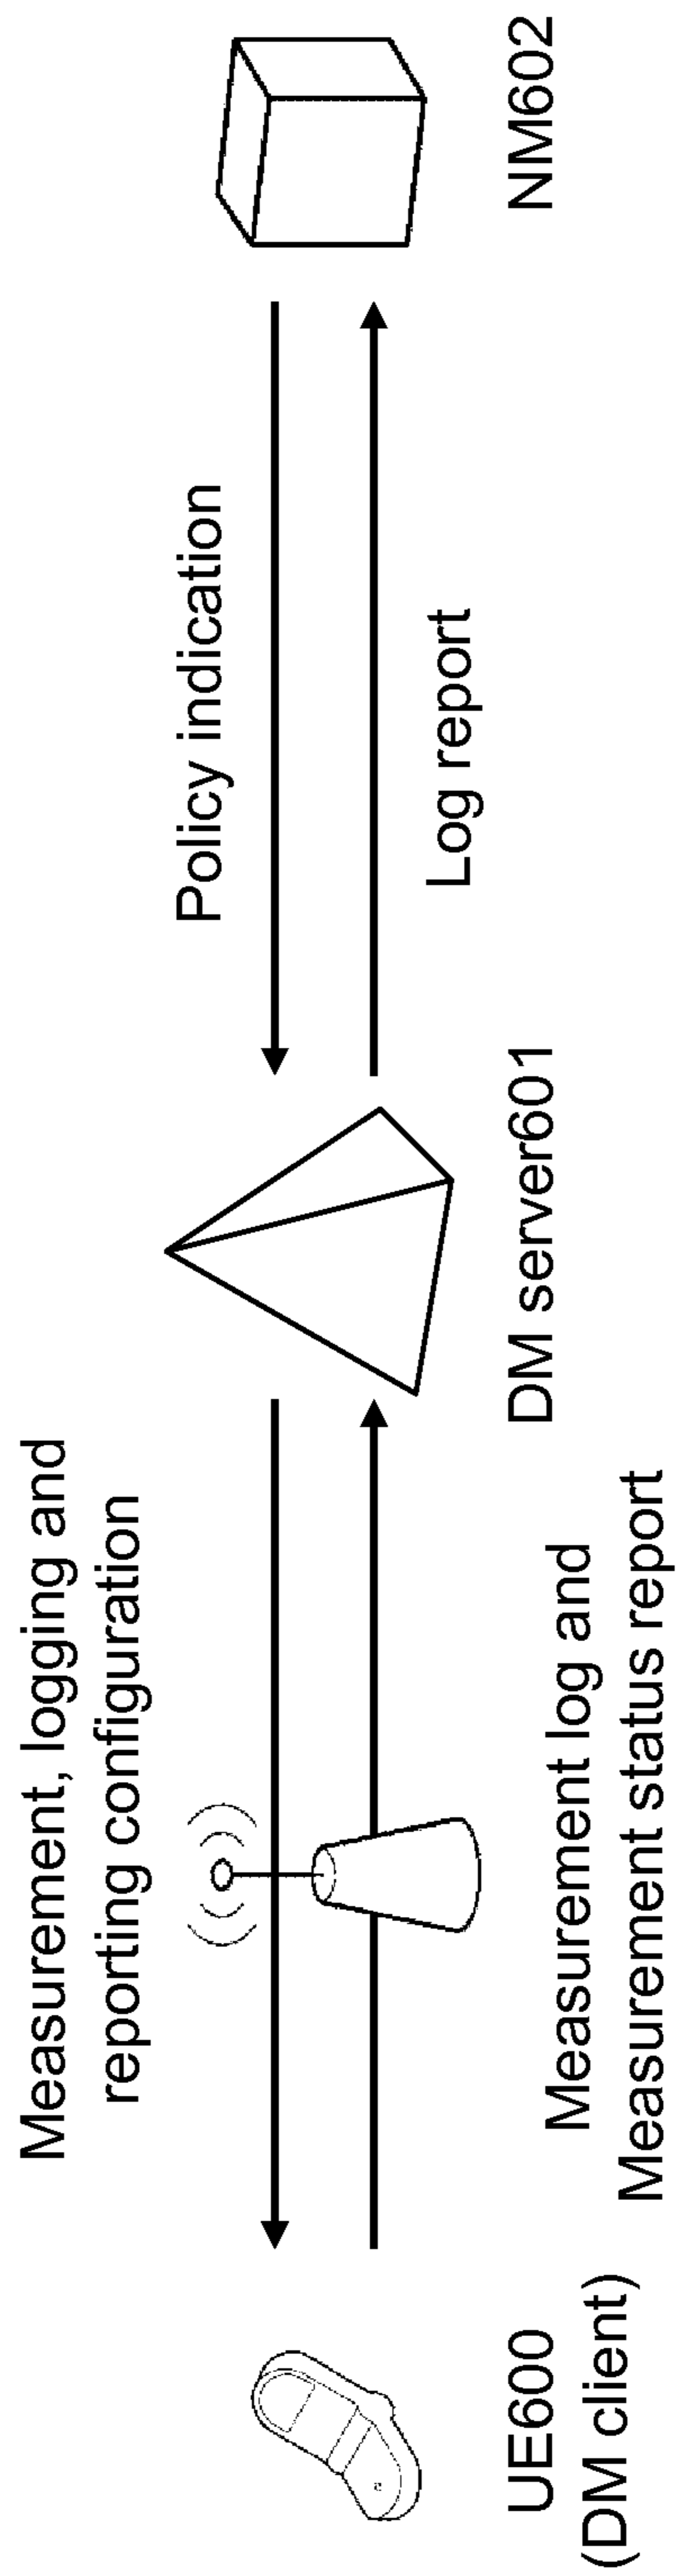 Measurement, logging and
reporting configuration
Policy indication
Measurement log and
Measurement status report
Log report
UE600
(DM client)
DM server601
NM602